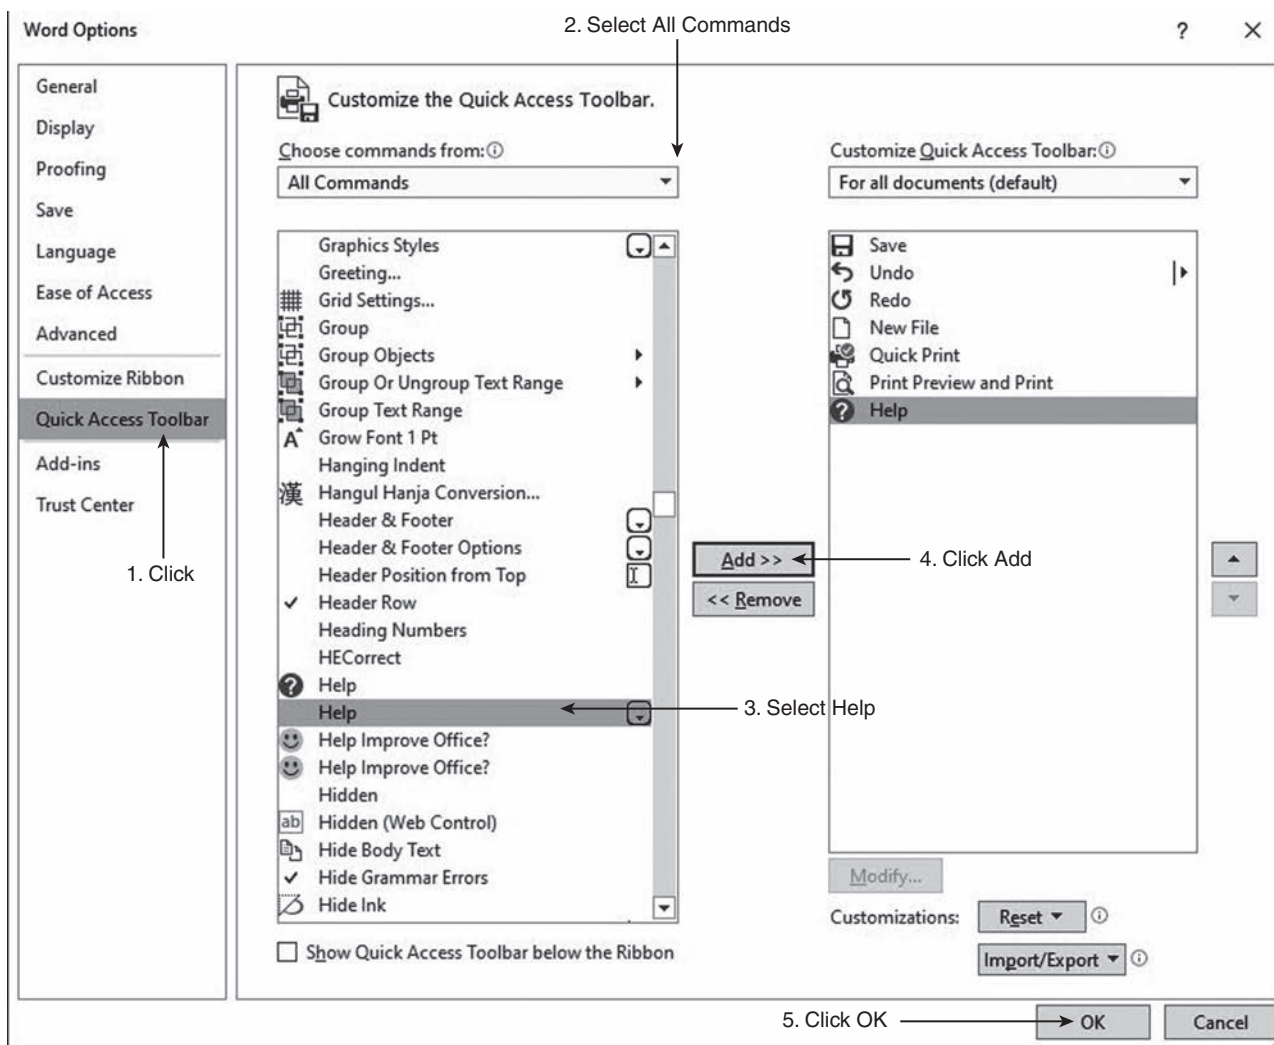 2. Select All Commands
Word Options
?
General
Display
Proofing
Save
Language
Ease of Access
Advanced
Customize Ribbon
Quick Access Toolbar
Add-ins
Trust Center
1. Click
Customize the Quick Access Toolbar.
Choose commands from:
All Commands
Graphics Styles
Greeting...
Grid Settings...
Group
Group Objects
Group Or Ungroup Text Range
Group Text Range
A Grow Font 1 Pt
Hanging Indent
漢 Hangul Hanja Conversion...
Header & Footer
Header & Footer Options
Header Position from Top
Header Row
Heading Numbers
HECorrect
? Help
Help
Help Improve Office?
Help Improve Office?
Hidden
ab Hidden (Web Control)
Hide Body Text
Hide Grammar Errors
Hide Ink
Show Quick Access Toolbar below the Ribbon
Add >>
<< Remove
4. Click Add
3. Select Help
Customize Quick Access Toolbar:
For all documents (default)
Save
Undo
Redo
New File
Quick Print
Print Preview and Print
? Help
Modify...
Customizations:
Reset
Import/Export
5. Click OK
OK
Cancel